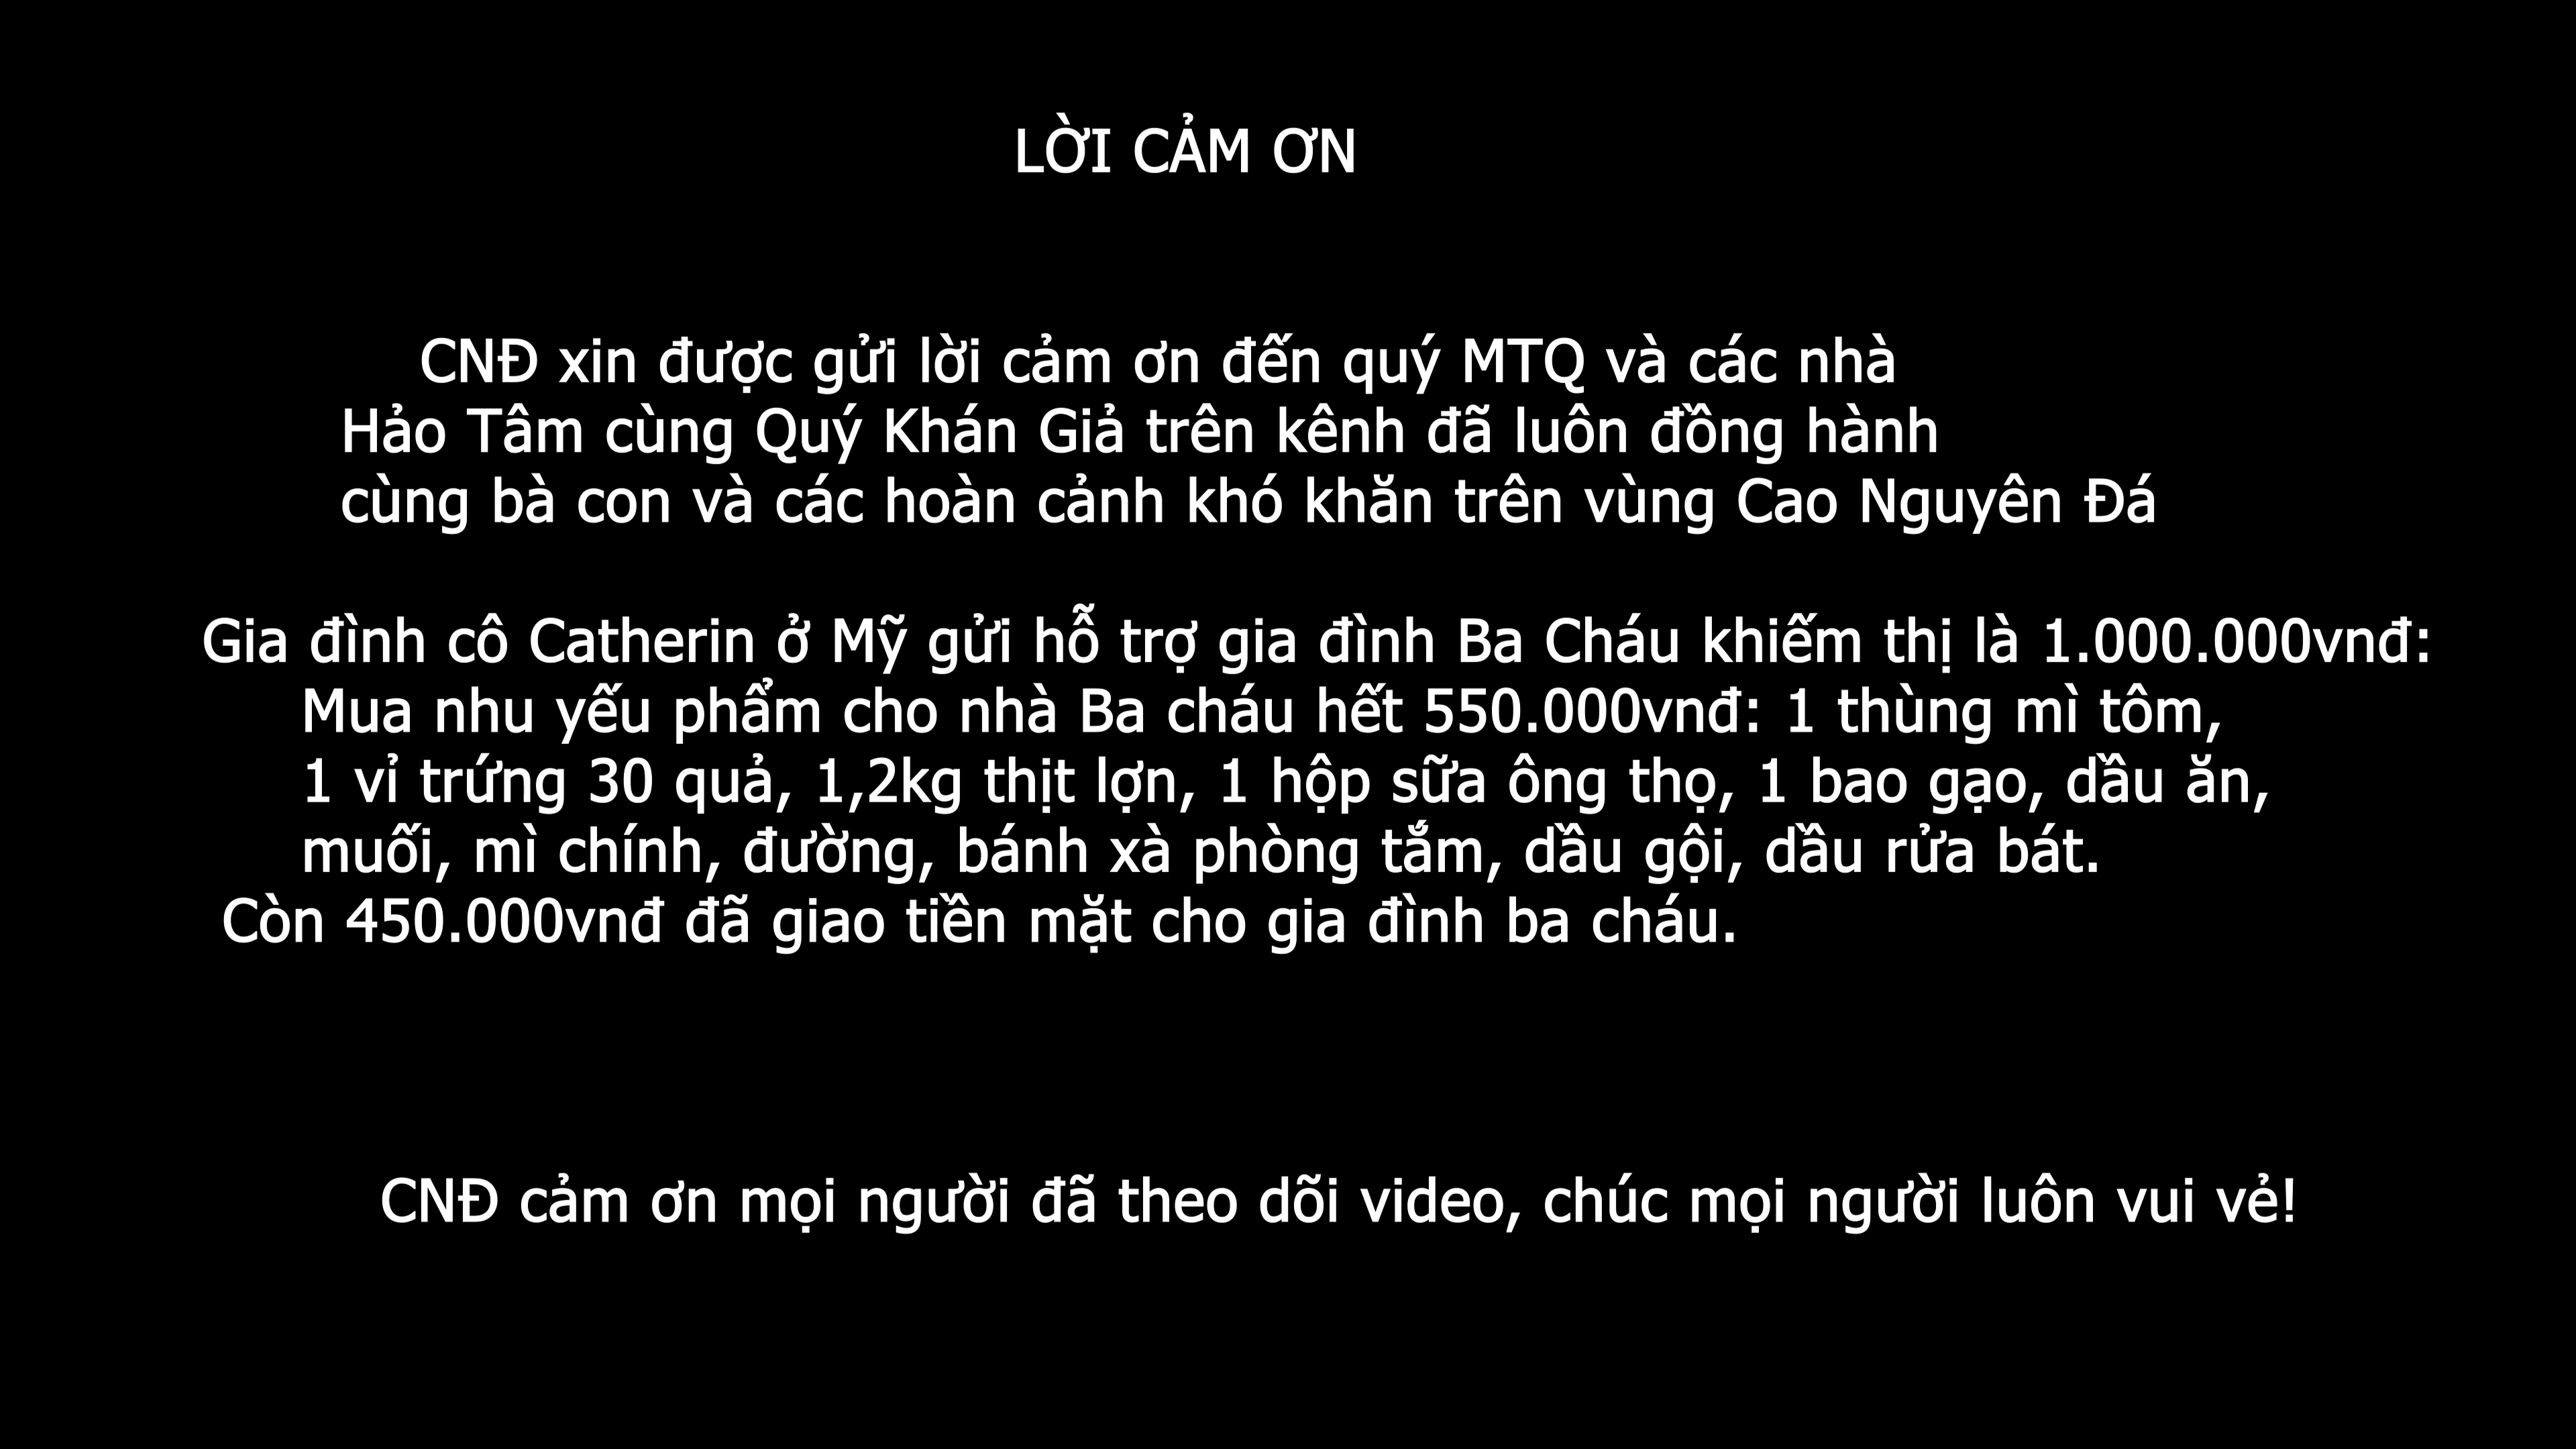 LỜI CẢM ƠN
CNĐ xin được gửi lời cảm ơn đến quý MTQ và các nhà
Hảo Tâm cùng Quý Khán Giả trên kênh đã luôn đồng hành
cùng bà con và các hoàn cảnh khó khăn trên vùng Cao Nguyên Đá
Gia đình cô Catherin ở Mỹ gửi hỗ trợ gia đình Ba Cháu khiếm thị là 1.000.000vnđ:
Mua nhu yếu phẩm cho nhà Ba cháu hết 550.000vnđ: 1 thùng mì tôm,
1 vỉ trứng 30 quả, 1,2kg thịt lợn, 1 hộp sữa ông thọ, 1 bao gạo, dầu ăn,
muối, mì chính, đường, bánh xà phòng tắm, dầu gội, dầu rửa bát.
Còn 450.000vnđ đã giao tiền mặt cho gia đình ba cháu.
CNĐ cảm ơn mọi người đã theo dõi video, chúc mọi người luôn vui vẻ!